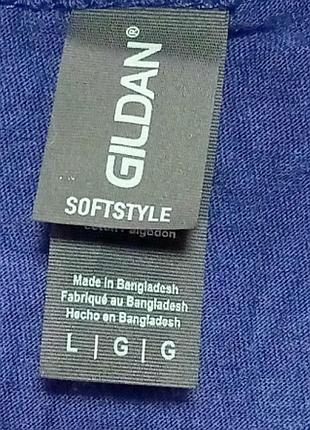 GILDAN®
SOFTSTYLE
Made in Bangladesh
Fabriqué au Bangladesh
Hecho en Bangladesh
L | G | G